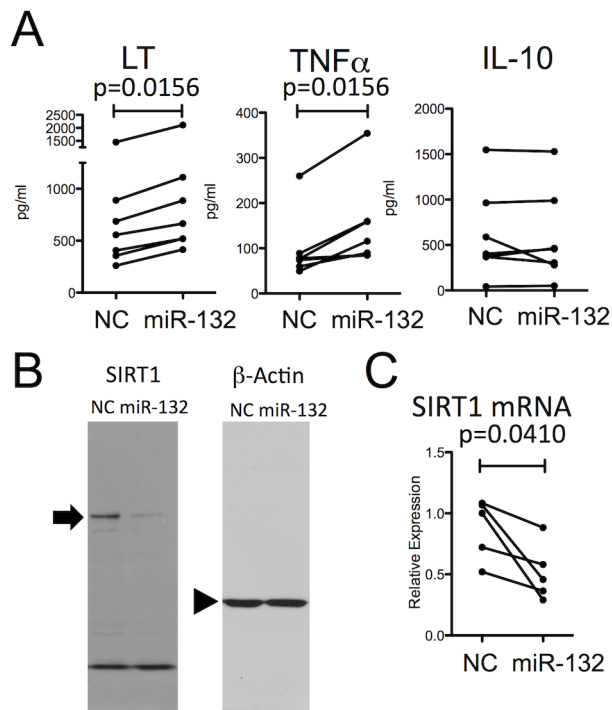 A
LT
p=0.0156
pg/ml
2500
2000
1500
1000
500
0
NC miR-132
TNFα
p=0.0156
pg/ml
400
300
200
100
0
NC miR-132
IL-10
pg/ml
2000
1500
1000
500
0
NC miR-132
B
SIRT1
NC miR-132
β-Actin
NC miR-132
C
SIRT1 mRNA
p=0.0410
Relative Expression
1.5
1.0
0.5
0.0
NC miR-132